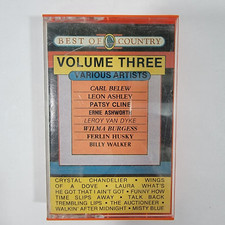 BEST OF COUNTRY
VOLUME THREE
VARIOUS ARTISTS
CARL BELEW
LEON ASHLEY
PATSY CLINE
ERNIE ASHWORTH
LEROY VAN DYKE
WILMA BURGESS
FERLIN HUSKY
BILLY WALKER
CRYSTAL CHANDELIER • WINGS
OF A DOVE • LAURA WHAT'S
HE GOT THAT I AIN'T GOT • FUNNY HOW
TIME SLIPS AWAY • TALK BACK
TREMBLING LIPS • THE AUCTIONEER •
WALKIN' AFTER MIDNIGHT • MISTY BLUE